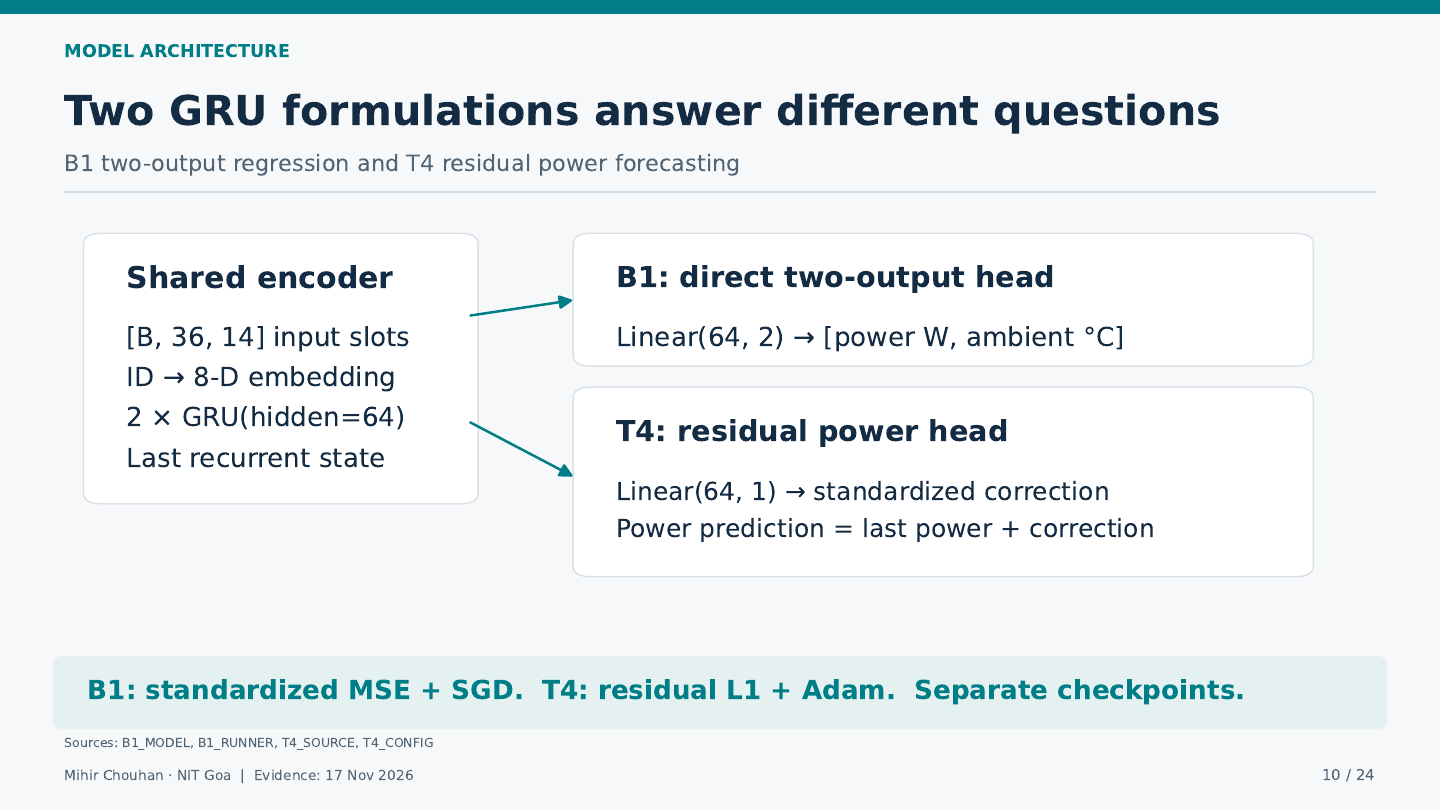 MODEL ARCHITECTURE
Two GRU formulations answer different questions
B1 two-output regression and T4 residual power forecasting
Shared encoder
[B, 36, 14] input slots
ID → 8-D embedding
2 × GRU(hidden=64)
Last recurrent state
B1: direct two-output head
Linear(64, 2) → [power W, ambient °C]
T4: residual power head
Linear(64, 1) → standardized correction
Power prediction = last power + correction
B1: standardized MSE + SGD.  T4: residual L1 + Adam.  Separate checkpoints.
Sources: B1_MODEL, B1_RUNNER, T4_SOURCE, T4_CONFIG
Mihir Chouhan · NIT Goa  |  Evidence: 17 Nov 2026
10 / 24